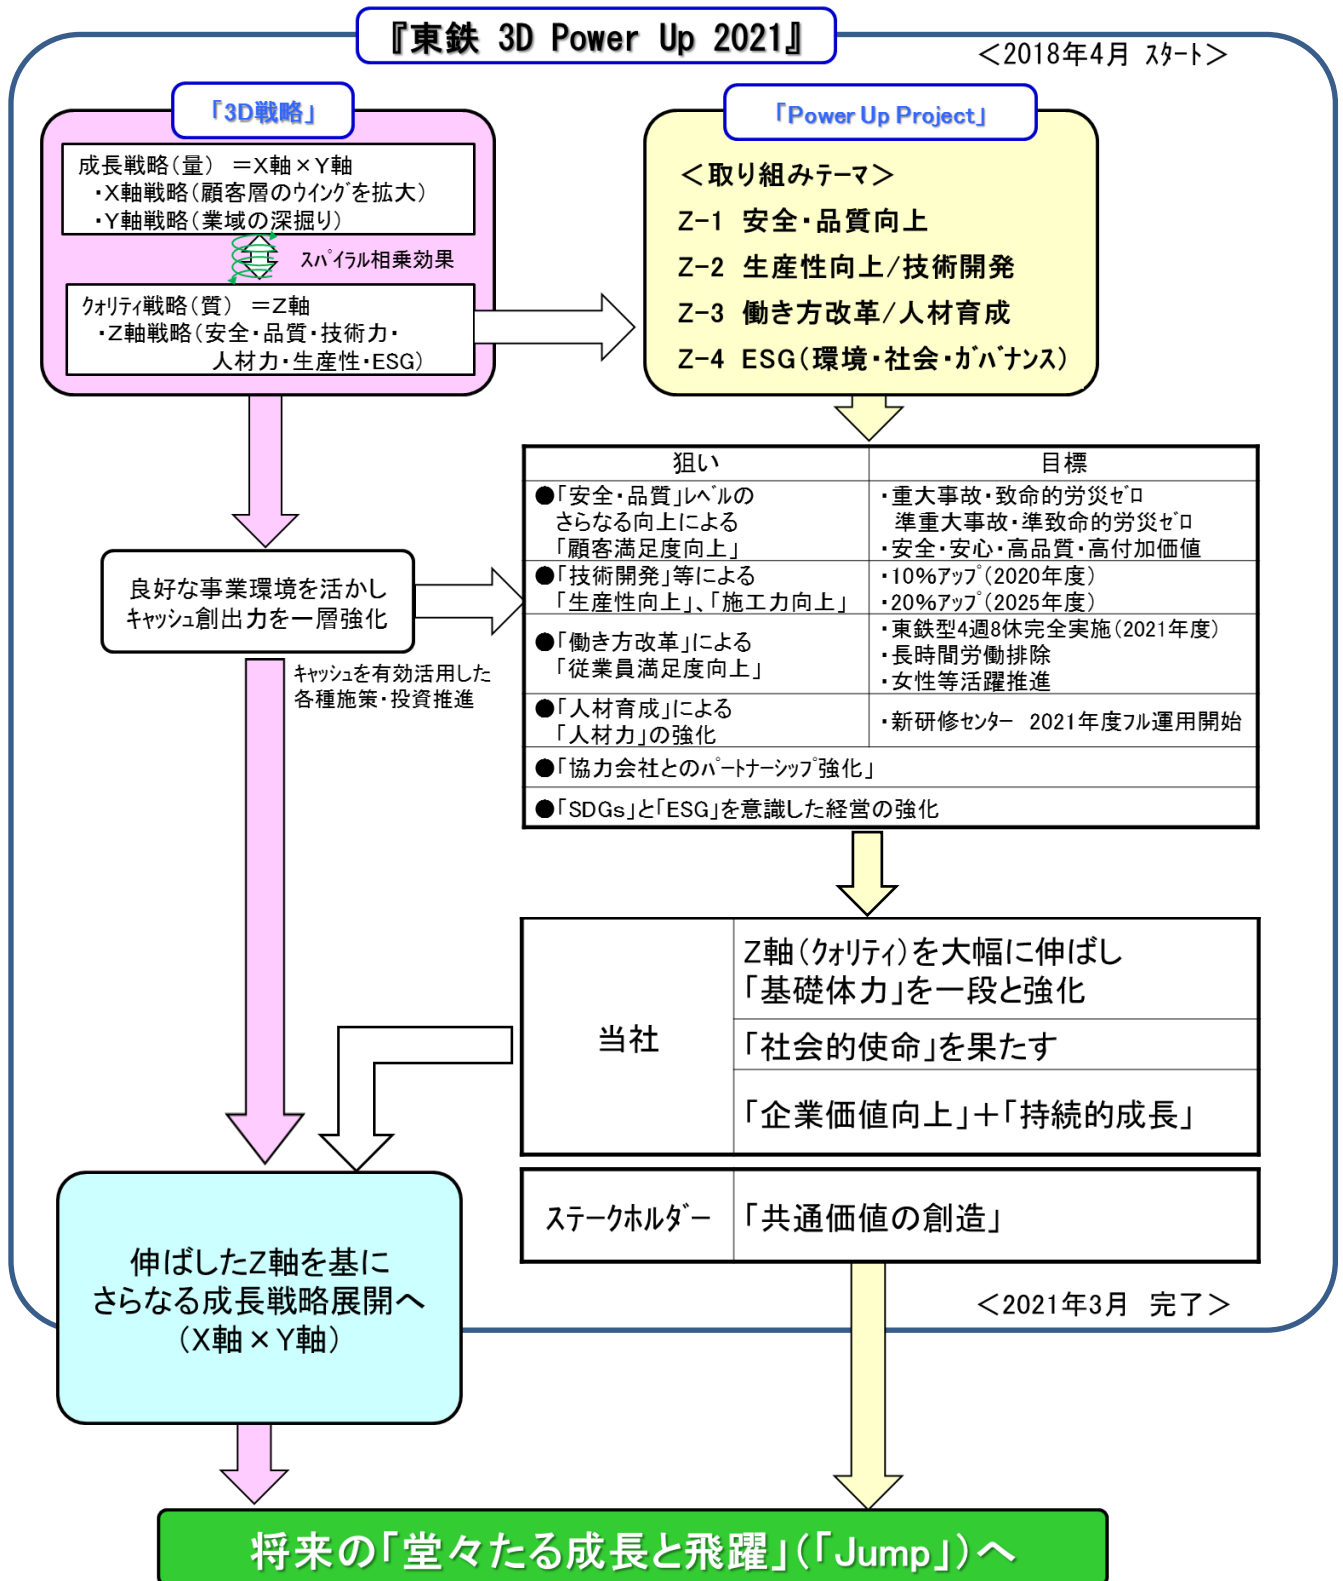 『東鉄 3D Power Up 2021』
＜2018年4月 ｽﾀｰﾄ＞
「3D戦略」
成長戦略（量） ＝X軸×Y軸
・X軸戦略（顧客層のｳｲﾝｸﾞを拡大）
・Y軸戦略（業域の深掘り）
ｽﾊﾟｲﾗﾙ相乗効果
ｸｫﾘﾃｨ戦略（質） ＝Z軸
・Z軸戦略（安全・品質・技術力・
人材力・生産性・ESG）
「Power Up Project」
＜取り組みﾃｰﾏ＞
Z-1 安全・品質向上
Z-2 生産性向上/技術開発
Z-3 働き方改革/人材育成
Z-4 ESG（環境・社会・ｶﾞﾊﾞﾅﾝｽ）
良好な事業環境を活かし
ｷｬｯｼｭ創出力を一層強化
ｷｬｯｼｭを有効活用した
各種施策・投資推進
狙い
目標
●「安全・品質」ﾚﾍﾞﾙの
さらなる向上による
「顧客満足度向上」
・重大事故・致命的労災ｾﾞﾛ
準重大事故・準致命的労災ｾﾞﾛ
・安全・安心・高品質・高付加価値
●「技術開発」等による
「生産性向上」、「施工力向上」
・10%ｱｯﾌﾟ（2020年度）
・20%ｱｯﾌﾟ（2025年度）
●「働き方改革」による
「従業員満足度向上」
・東鉄型4週8休完全実施（2021年度）
・長時間労働排除
・女性等活躍推進
●「人材育成」による
「人材力」の強化
・新研修ｾﾝﾀｰ 2021年度ﾌﾙ運用開始
●「協力会社とのﾊﾟｰﾄﾅｰｼｯﾌﾟ強化」
●「SDGs」と「ESG」を意識した経営の強化
当社
Z軸（ｸｫﾘﾃｨ）を大幅に伸ばし
「基礎体力」を一段と強化
「社会的使命」を果たす
「企業価値向上」＋「持続的成長」
ｽﾃｰｸﾎﾙﾀﾞｰ
「共通価値の創造」
伸ばしたZ軸を基に
さらなる成長戦略展開へ
（X軸×Y軸）
＜2021年3月 完了＞
将来の「堂々たる成長と飛躍」（「Jump」）へ